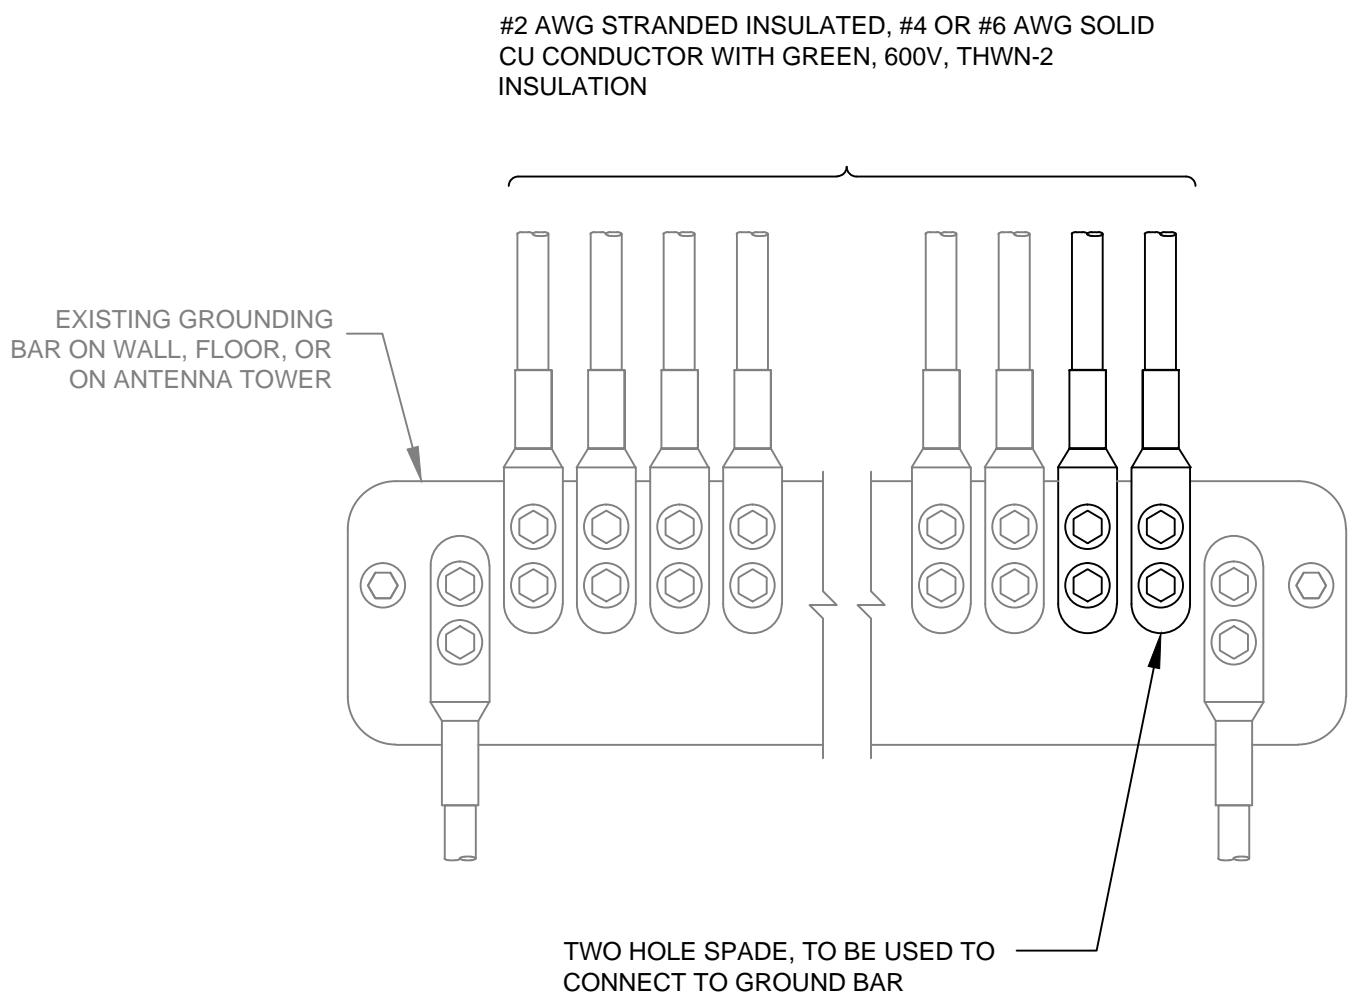 #2 AWG STRANDED INSULATED, #4 OR #6 AWG SOLID
CU CONDUCTOR WITH GREEN, 600V, THWN-2
INSULATION
EXISTING GROUNDING
BAR ON WALL, FLOOR, OR
ON ANTENNA TOWER
TWO HOLE SPADE, TO BE USED TO
CONNECT TO GROUND BAR